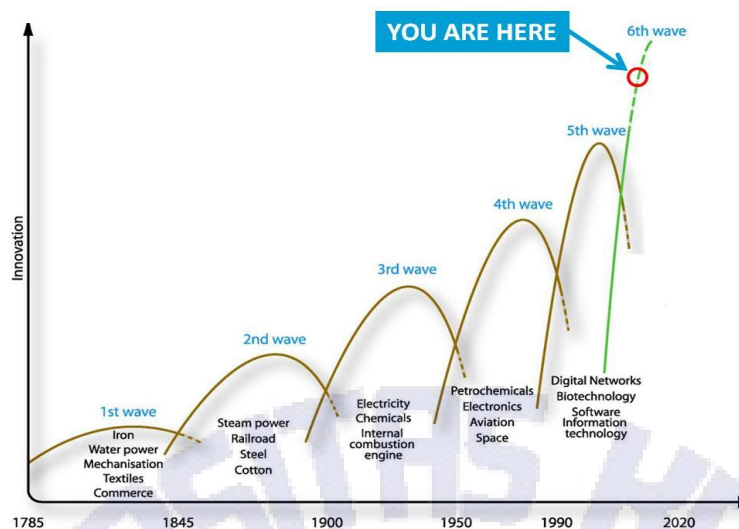 YOU ARE HERE
6th wave
5th wave
4th wave
3rd wave
2nd wave
1st wave
Innovation
Iron
Water power
Mechanisation
Textiles
Commerce
Steam power
Railroad
Steel
Cotton
Electricity
Chemicals
Internal
combustion
engine
Petrochemicals
Electronics
Aviation
Space
Digital Networks
Biotechnology
Software
Information
technology
1785
1845
1900
1950
1990
2020